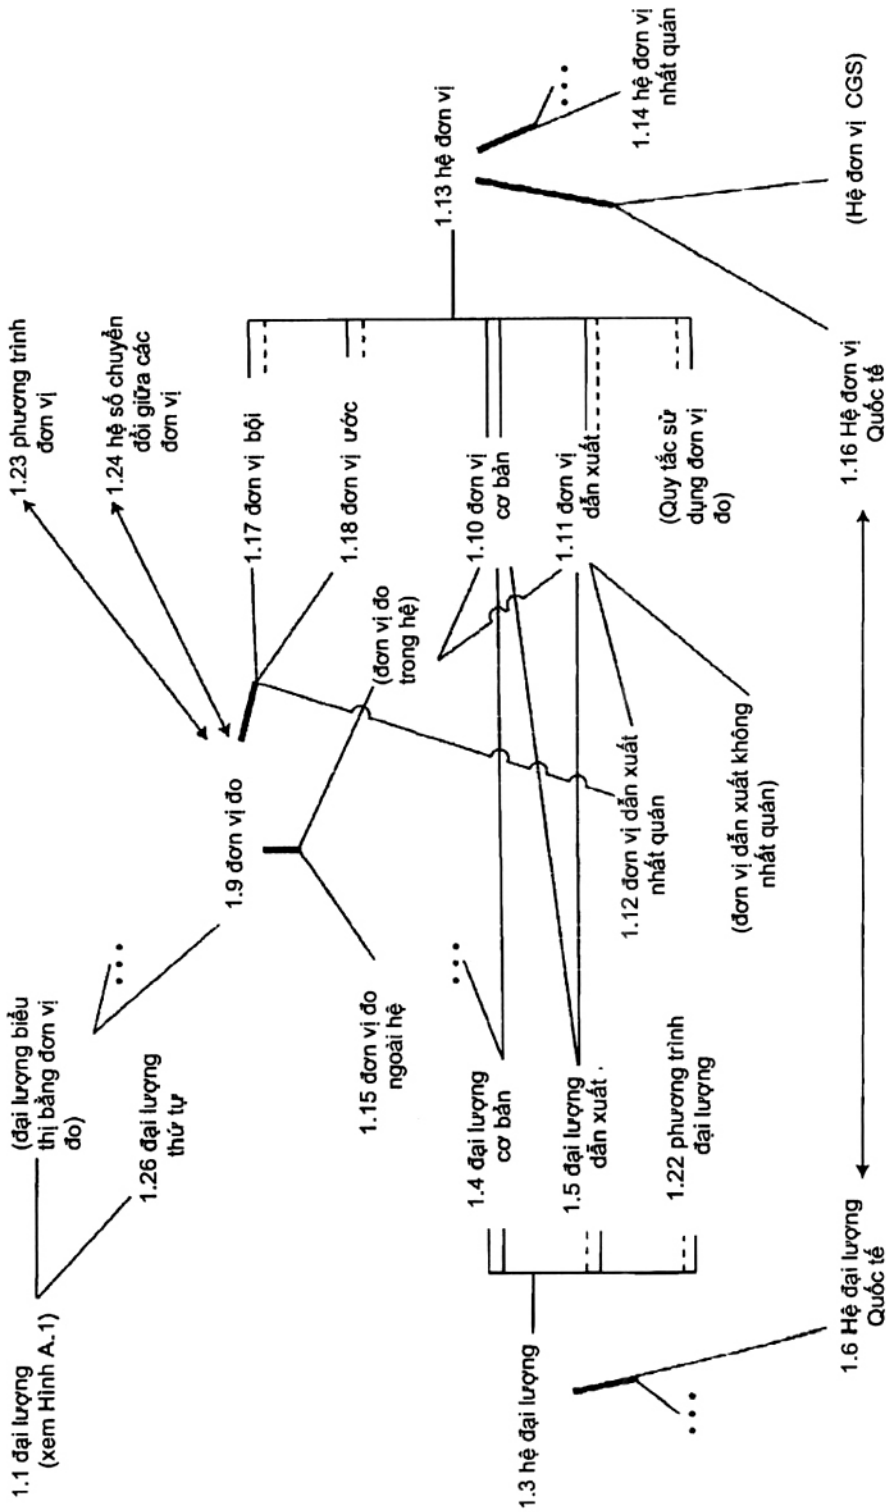 1.1 đại lượng
(xem Hình A.1)
(đại lượng biểu
thị bằng đơn vị
đo)
1.26 đại lượng
thứ tự
...
1.9 đơn vị đo
1.23 phương trình
đơn vị
1.24 hệ số chuyển
đổi giữa các
đơn vị
1.17 đơn vị bội
1.18 đơn vị ước
(đơn vị đo
trong hệ)
1.15 đơn vị đo
ngoài hệ
1.13 hệ đơn vị
...
1.14 hệ đơn vị
nhất quán
1.10 đơn vị
cơ bản
1.11 đơn vị
dẫn xuất
(Quy tắc sử
dụng đơn vị
đo)
...
1.3 hệ đại lượng
1.4 đại lượng
cơ bản
1.5 đại lượng
dẫn xuất
1.22 phương trình
đại lượng
1.12 đơn vị dẫn xuất
nhất quán
(đơn vị dẫn xuất không
nhất quán)
...
1.6 Hệ đại lượng
Quốc tế
1.16 Hệ đơn vị
Quốc tế
(Hệ đơn vị CGS)